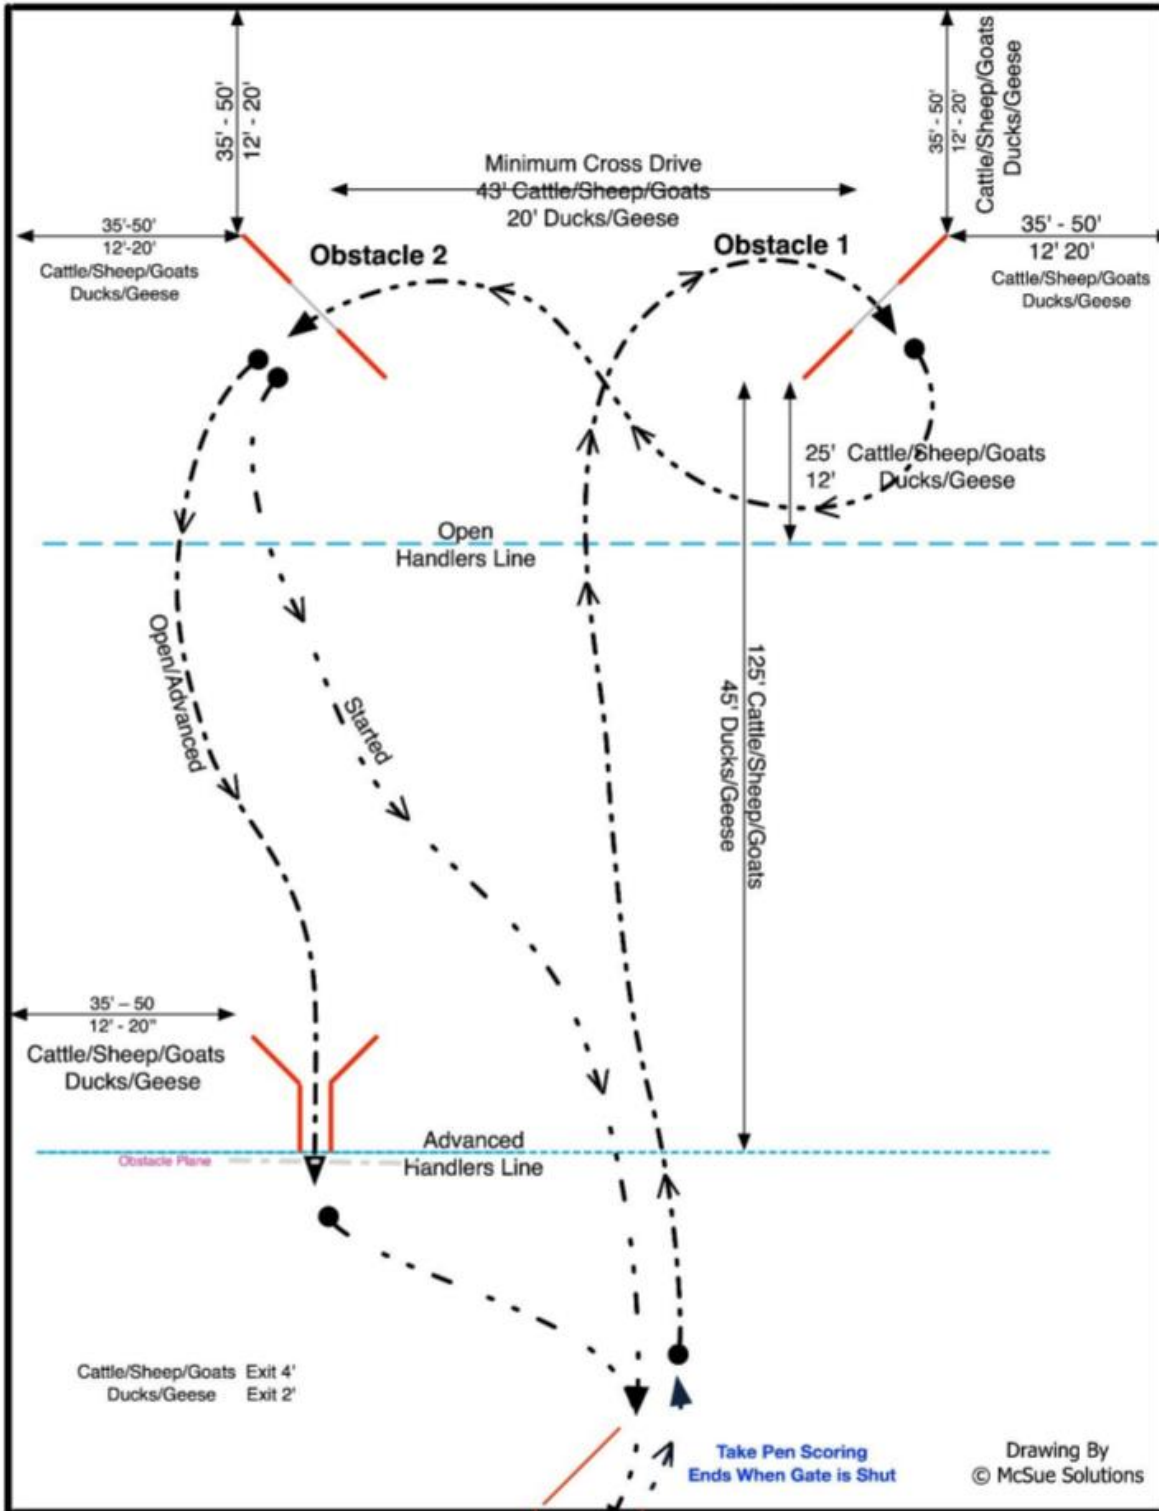 35' - 50'
12' - 20'
35' - 50'
12' - 20'
Cattle/Sheep/Goats
Ducks/Geese
Minimum Cross Drive
43' Cattle/Sheep/Goats
20' Ducks/Geese
35'-50'
12'-20'
Cattle/Sheep/Goats
Ducks/Geese
Obstacle 2
Obstacle 1
35' - 50'
12' 20'
Cattle/Sheep/Goats
Ducks/Geese
25' Cattle/Sheep/Goats
12' Ducks/Geese
Open
Handlers Line
Open/Advanced
Started
125' Cattle/Sheep/Goats
45' Ducks/Geese
35' – 50
12' - 20"
Cattle/Sheep/Goats
Ducks/Geese
Advanced
Handlers Line
Obstacle Plane
Cattle/Sheep/Goats Exit 4'
Ducks/Geese Exit 2'
Take Pen Scoring
Ends When Gate is Shut
Drawing By
© McSue Solutions